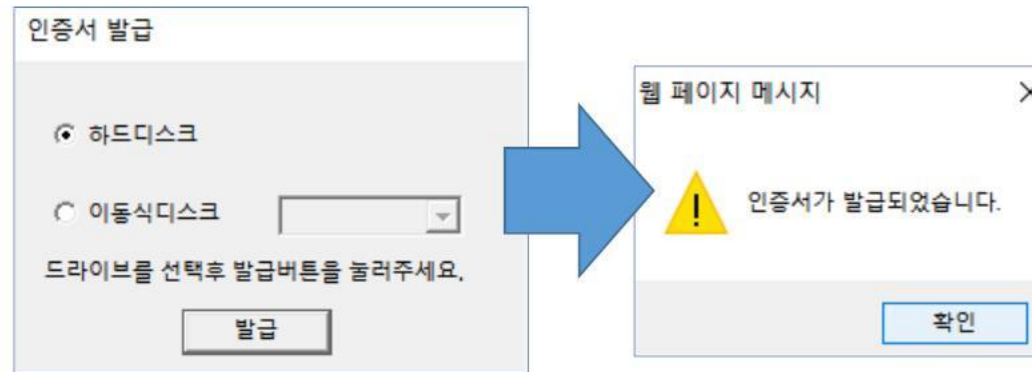 인증서 발급
하드디스크
이동식디스크
드라이브를 선택후 발급버튼을 눌러주세요.
발급
웹 페이지 메시지
인증서가 발급되었습니다.
확인